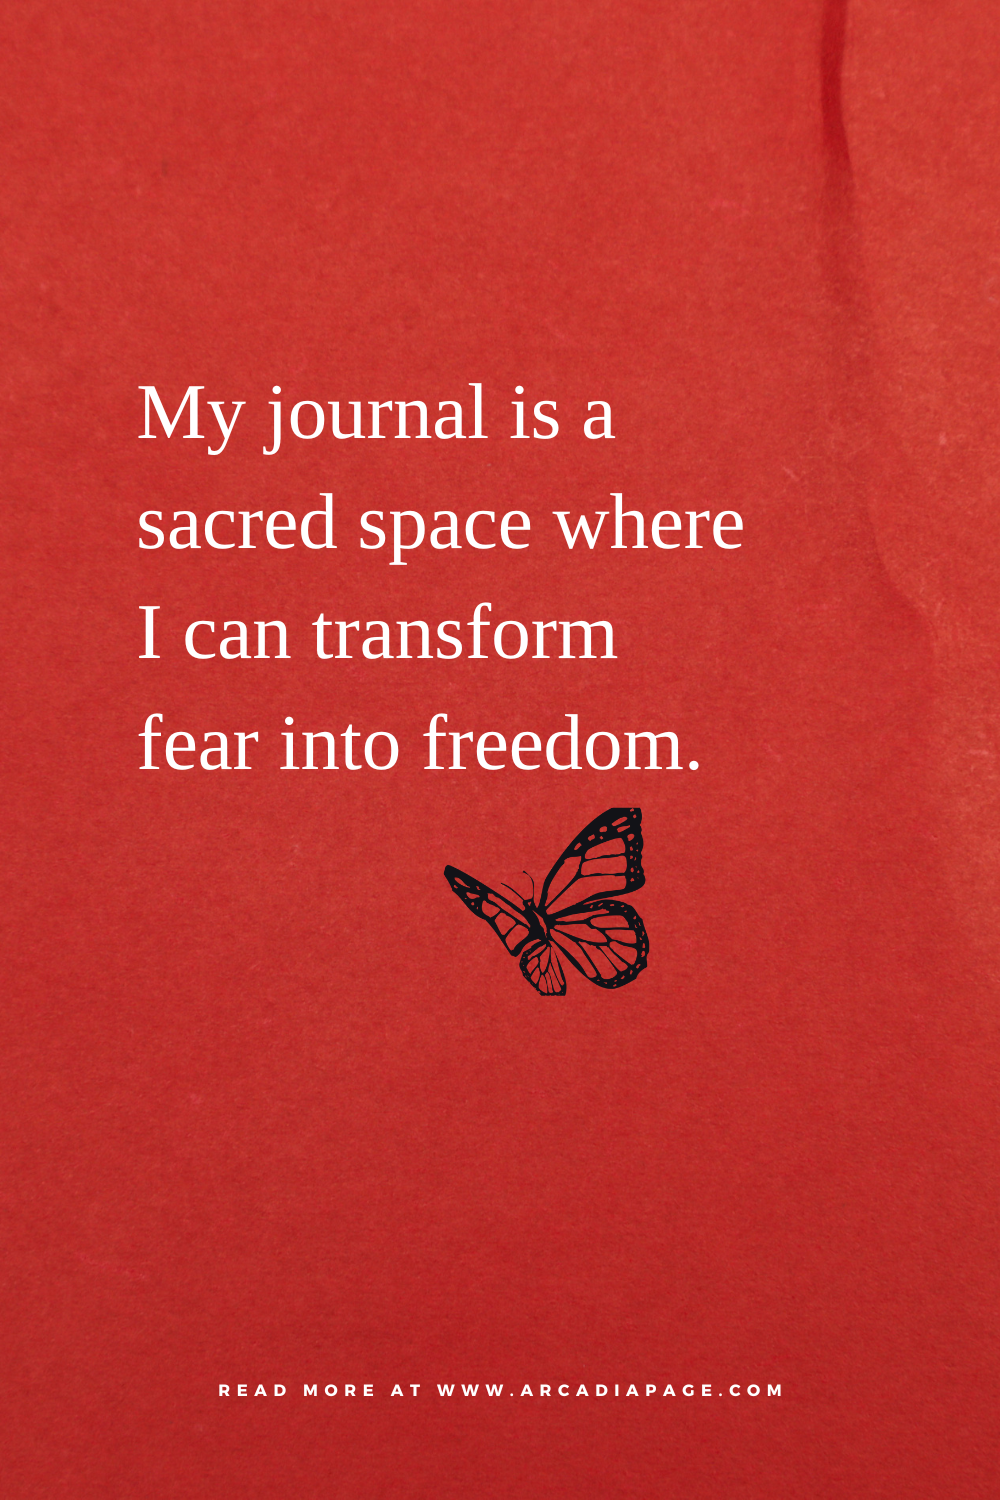 My journal is a
sacred space where
I can transform
fear into freedom.
READ MORE AT WWW.ARCADIAPAGE.COM